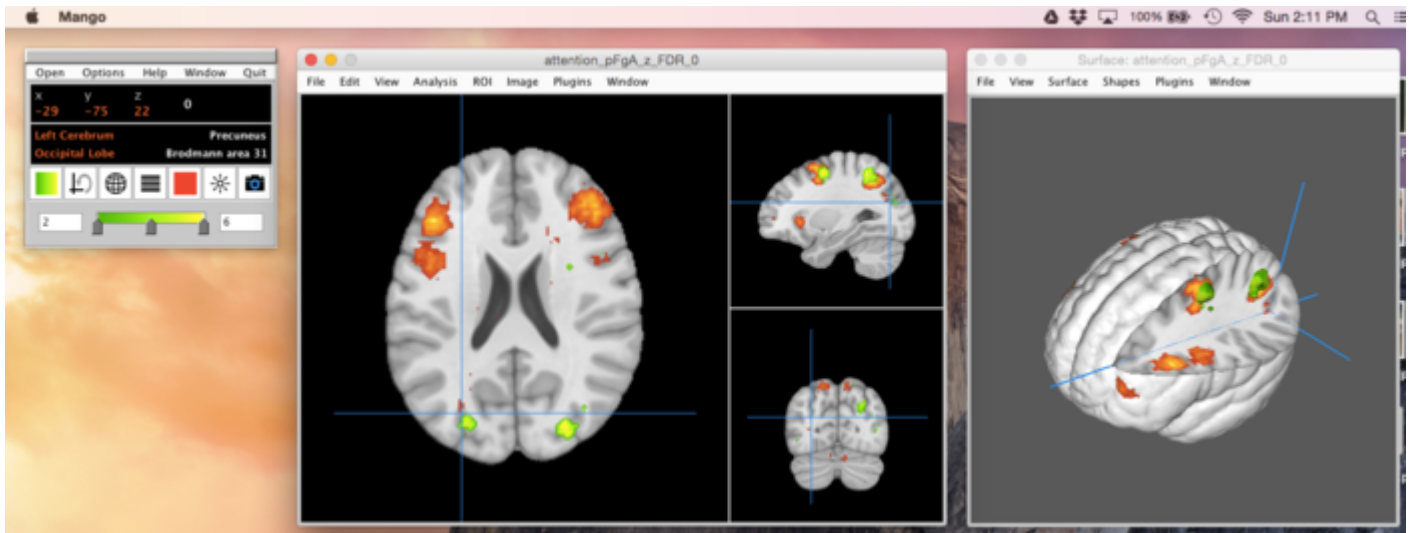 Mango 100% Sun 2:11 PM
Open Options Help Window Quit
x y z 0
-29 -75 22
Left Cerebrum Precuneus
Occipital Lobe Brodmann area 31
2 6
attention_pFgA_z_FDR_0
File Edit View Analysis ROI Image Plugins Window
Surface: attention_pFgA_z_FDR_0
File View Surface Shapes Plugins Window